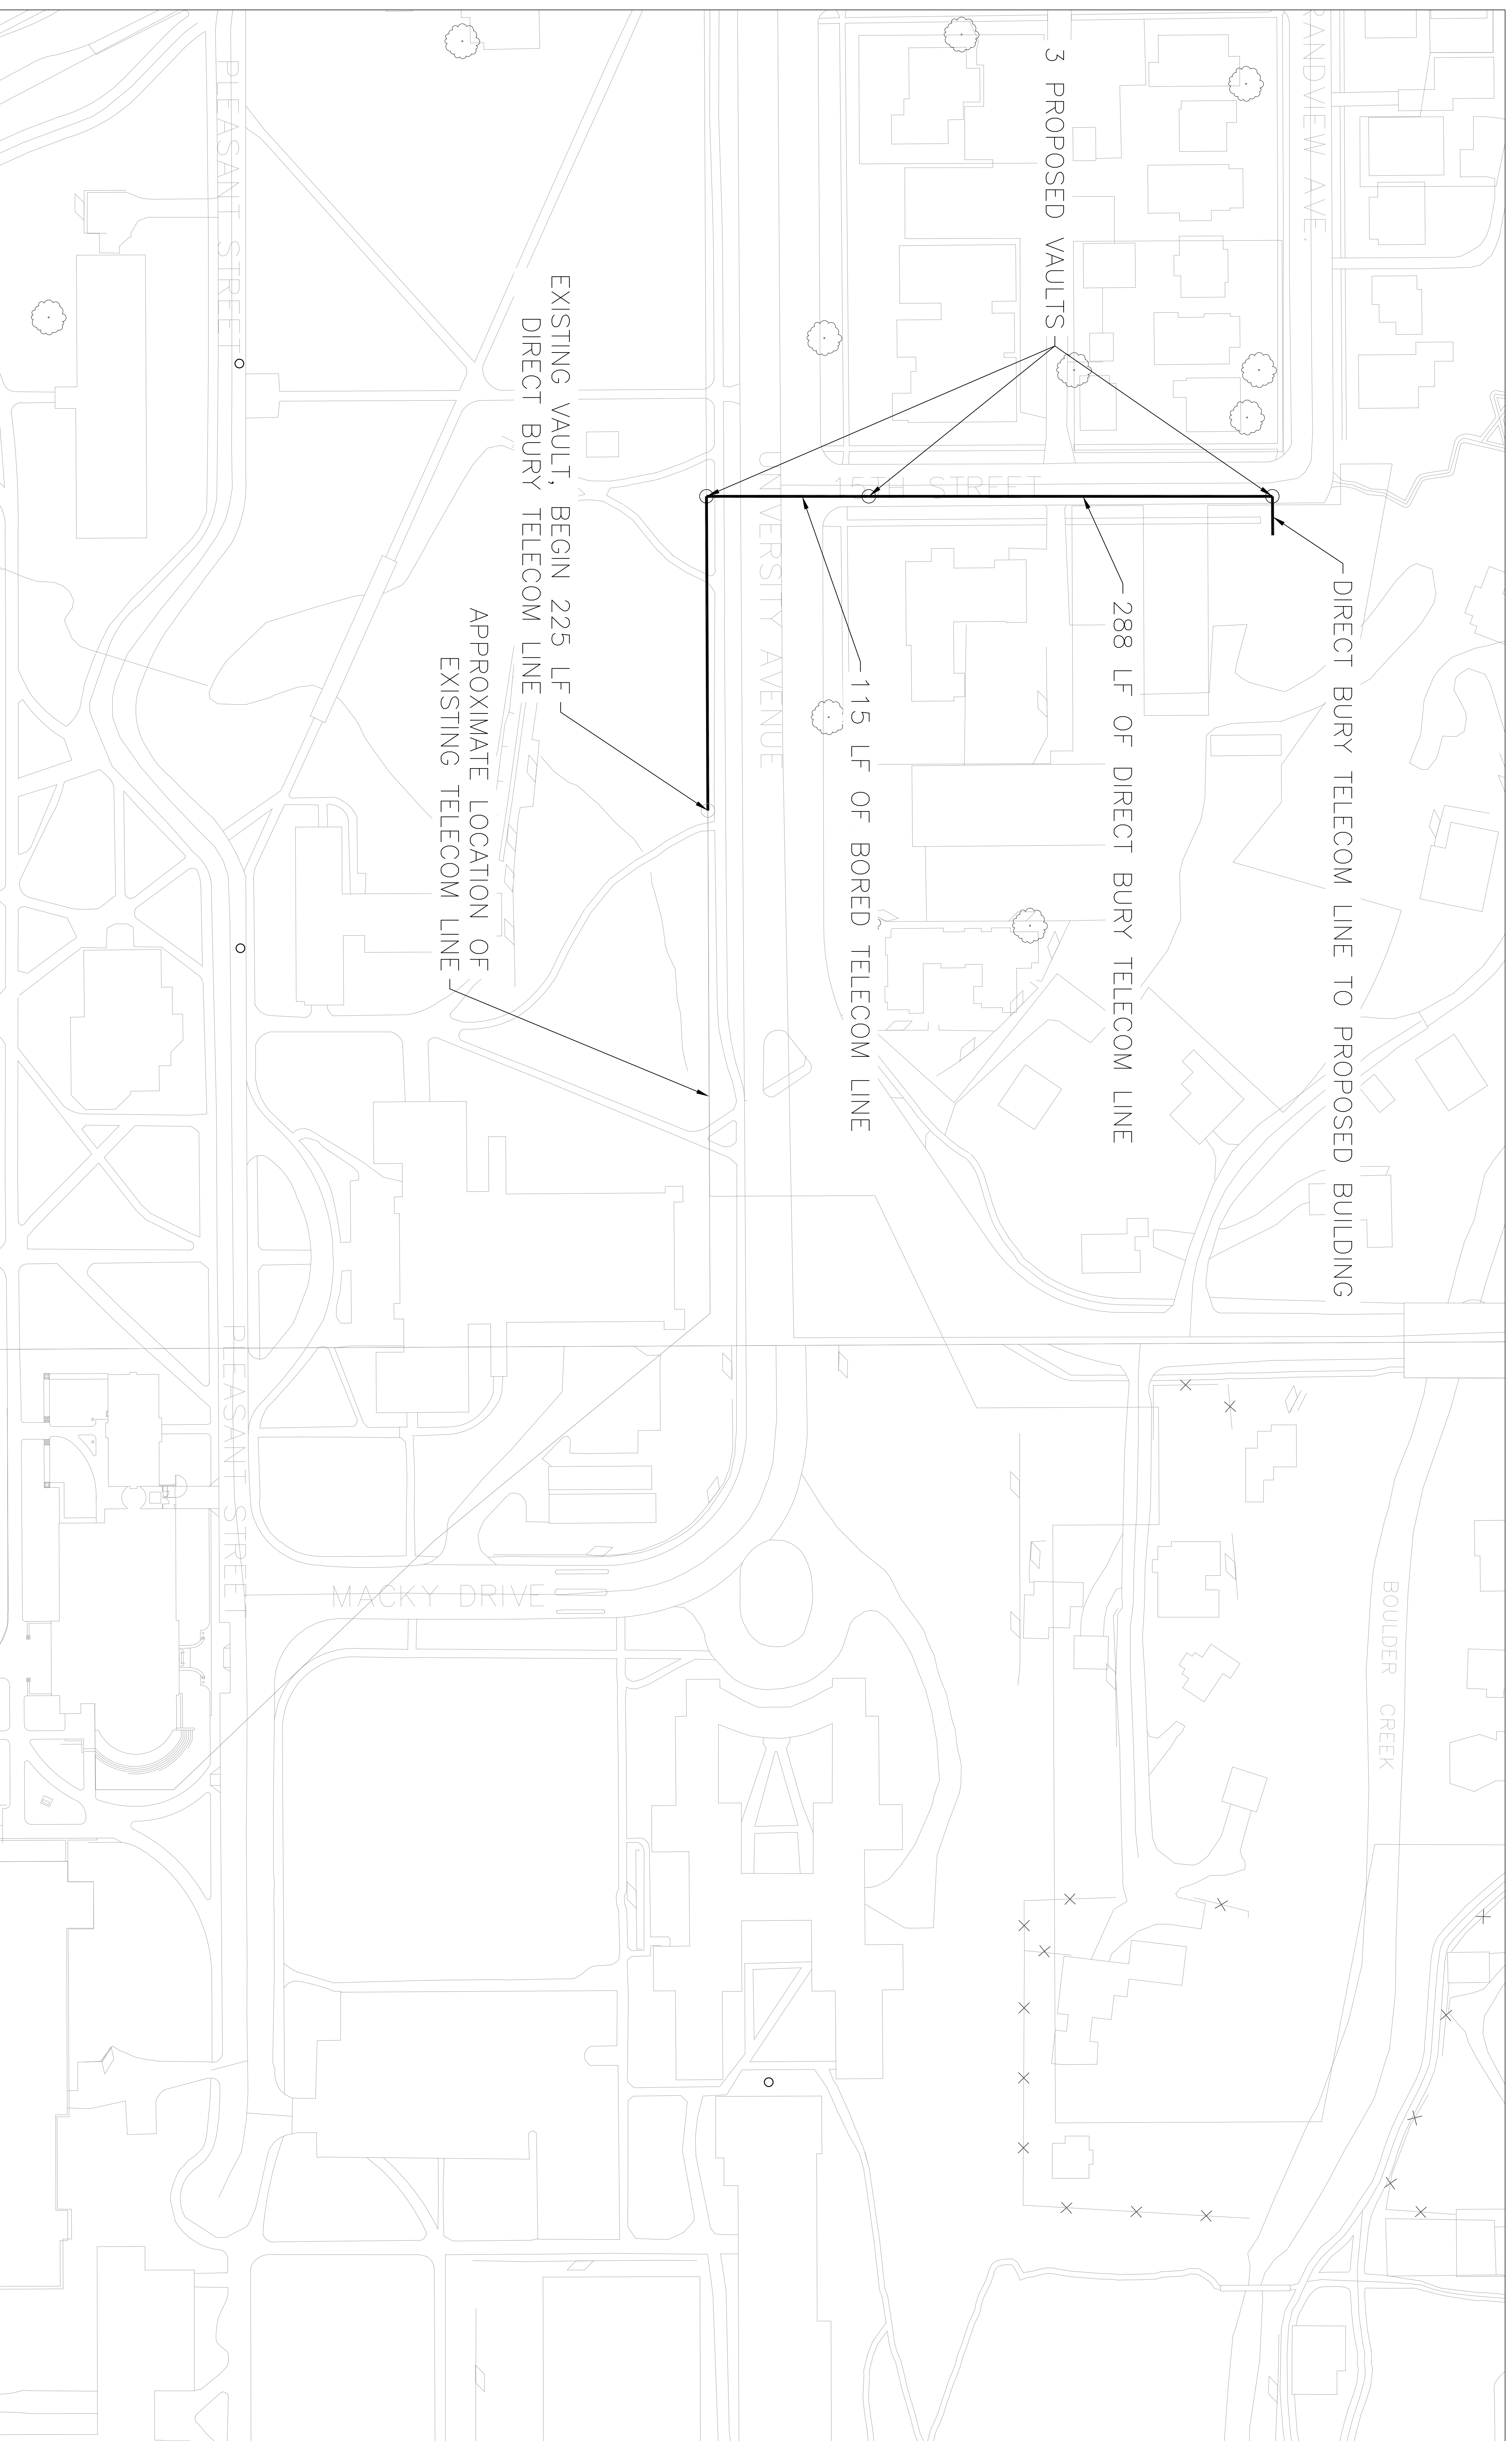 DIRECT BURY TELECOM LINE TO PROPOSED BUILDING
ANDVIEW AVE.
288 LF OF DIRECT BURY TELECOM LINE
3 PROPOSED VAULTS
15TH STREET
115 LF OF BORED TELECOM LINE
UNIVERSITY AVENUE
EXISTING VAULT, BEGIN 225 LF
DIRECT BURY TELECOM LINE
APPROXIMATE LOCATION OF
EXISTING TELECOM LINE
PLEASANT STREET
PLEASANT STREET
MACKY DRIVE
BOULDER CREEK